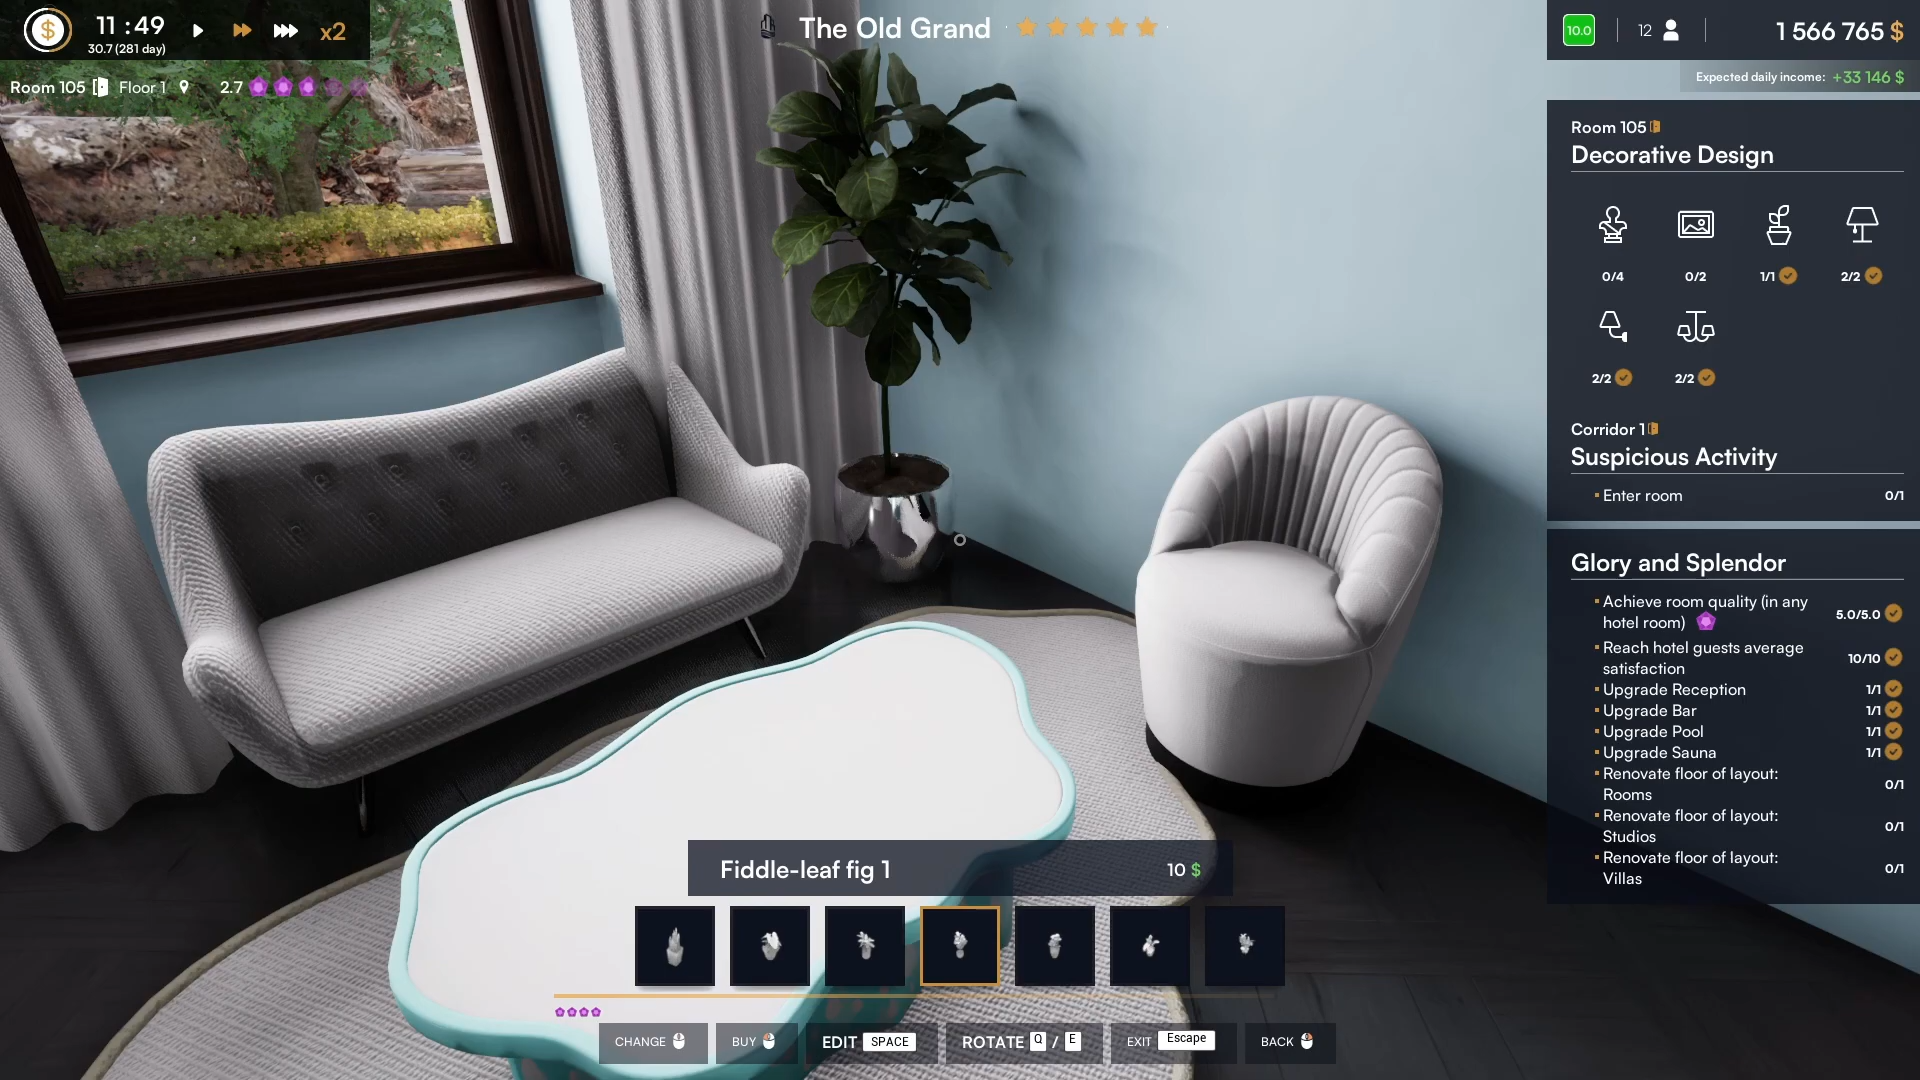 11 :49
30.7 (281 day)
x2
The Old Grand
10.0
12
1 566 765 $
Expected daily income: +33 146 $
Room 105
Floor 1
2.7
Room 105
Decorative Design
0/4
0/2
1/1
2/2
2/2
2/2
Corridor 1
Suspicious Activity
Enter room 0/1
Glory and Splendor
Achieve room quality (in any
hotel room) 5.0/5.0
Reach hotel guests average
satisfaction 10/10
Upgrade Reception 1/1
Upgrade Bar 1/1
Upgrade Pool 1/1
Upgrade Sauna 1/1
Renovate floor of layout:
Rooms 0/1
Renovate floor of layout:
Studios 0/1
Renovate floor of layout:
Villas 0/1
Fiddle-leaf fig 1 10 $
CHANGE BUY EDIT SPACE ROTATE Q / E EXIT Escape BACK